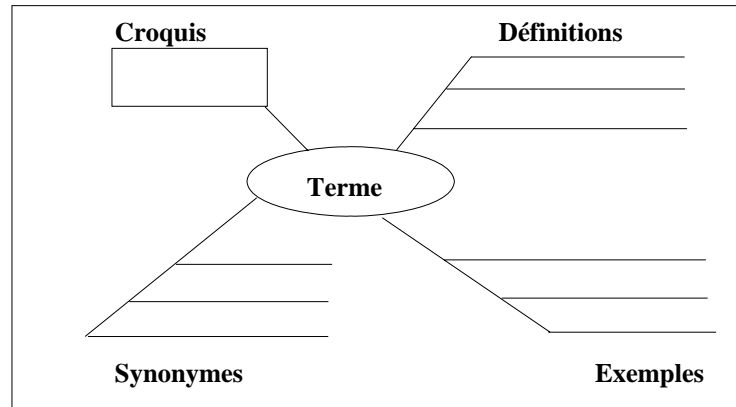 Croquis
Définitions
Terme
Synonymes
Exemples